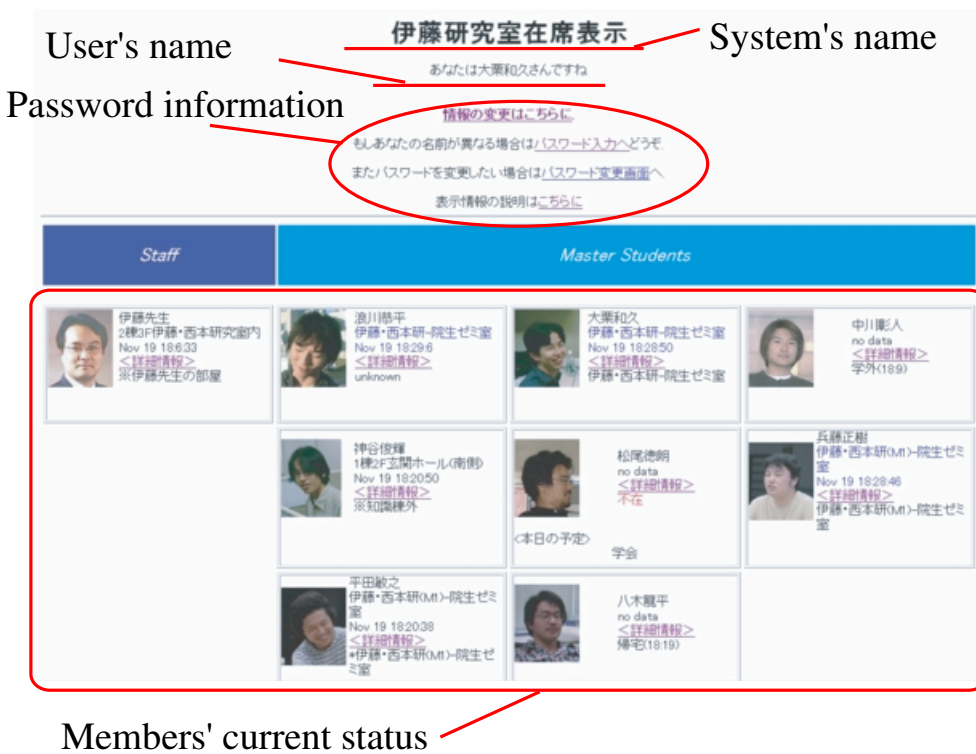 伊藤研究室在席表示
User's name
System's name
あなたは大栗和久さんですね
Password information
情報の変更はこちらに
もしあなたの名前が異なる場合はパスワード入力へどうぞ.
またパスワードを変更したい場合はパスワード変更画面へ
表示情報の説明はこちらに
Staff
Master Students
伊藤先生
2棟3F伊藤・西本研究室内
Nov 19 18:6:33
＜詳細情報＞
※伊藤先生の部屋
浪川恭平
伊藤・西本研-院生ゼミ室
Nov 19 18:29:6
＜詳細情報＞
unknown
大栗和久
伊藤・西本研-院生ゼミ室
Nov 19 18:28:50
＜詳細情報＞
伊藤・西本研-院生ゼミ室
中川彰人
no data
＜詳細情報＞
学外(18:9)
神谷俊輝
1棟2F玄関ホール(南側)
Nov 19 18:20:50
＜詳細情報＞
※知識棟外
松尾徳朗
no data
＜詳細情報＞
不在
<本日の予定>
学会
兵藤正樹
伊藤・西本研(M1)-院生ゼミ
室
Nov 19 18:28:46
＜詳細情報＞
伊藤・西本研(M1)-院生ゼミ
室
平田敏之
伊藤・西本研(M1)-院生ゼミ
室
Nov 19 18:20:38
＜詳細情報＞
*伊藤・西本研(M1)-院生ゼ
ミ室
八木龍平
no data
＜詳細情報＞
帰宅(18:19)
Members' current status